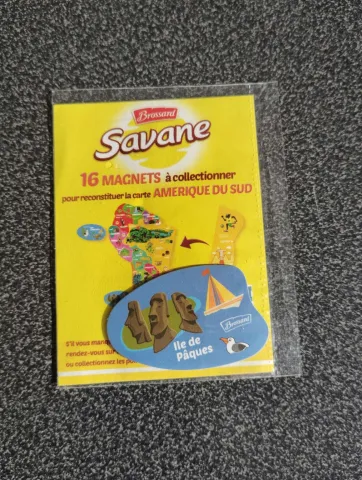 Brossard
Savane
16 MAGNETS à collectionner
pour reconstituer la carte AMERIQUE DU SUD
Brossard
Ile de
Pâques
S'il vous
rendez-vous sur
ou collectionnez les